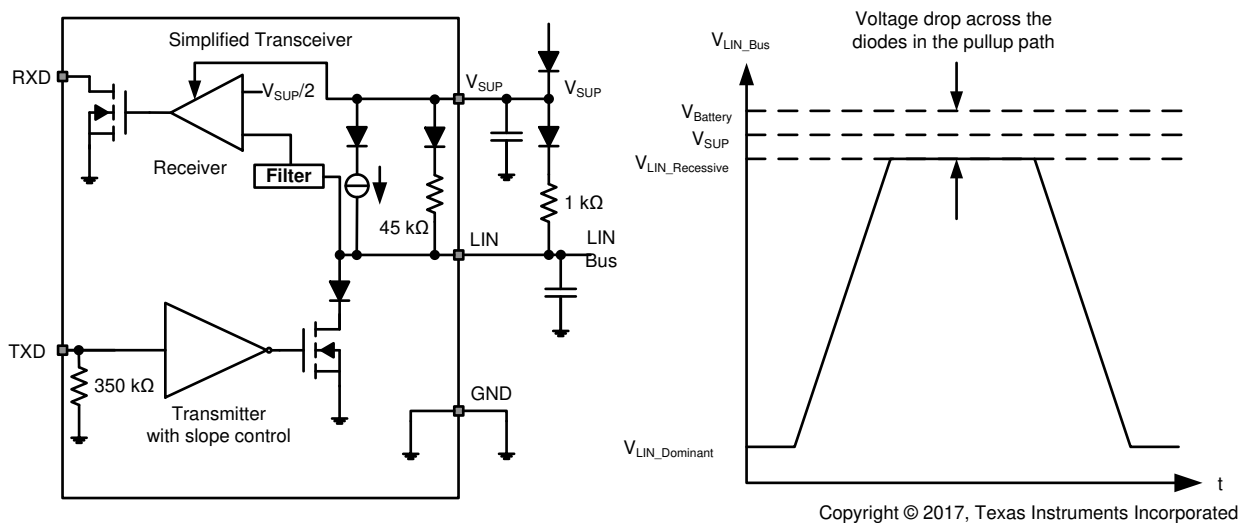 Simplified Transceiver
RXD
V_SUP/2
V_SUP
V_SUP
Receiver
Filter
45 kΩ
1 kΩ
LIN
LIN
Bus
TXD
350 kΩ
Transmitter
with slope control
GND
Voltage drop across the
diodes in the pullup path
V_LIN_Bus
V_Battery
V_SUP
V_LIN_Recessive
V_LIN_Dominant
t
Copyright © 2017, Texas Instruments Incorporated